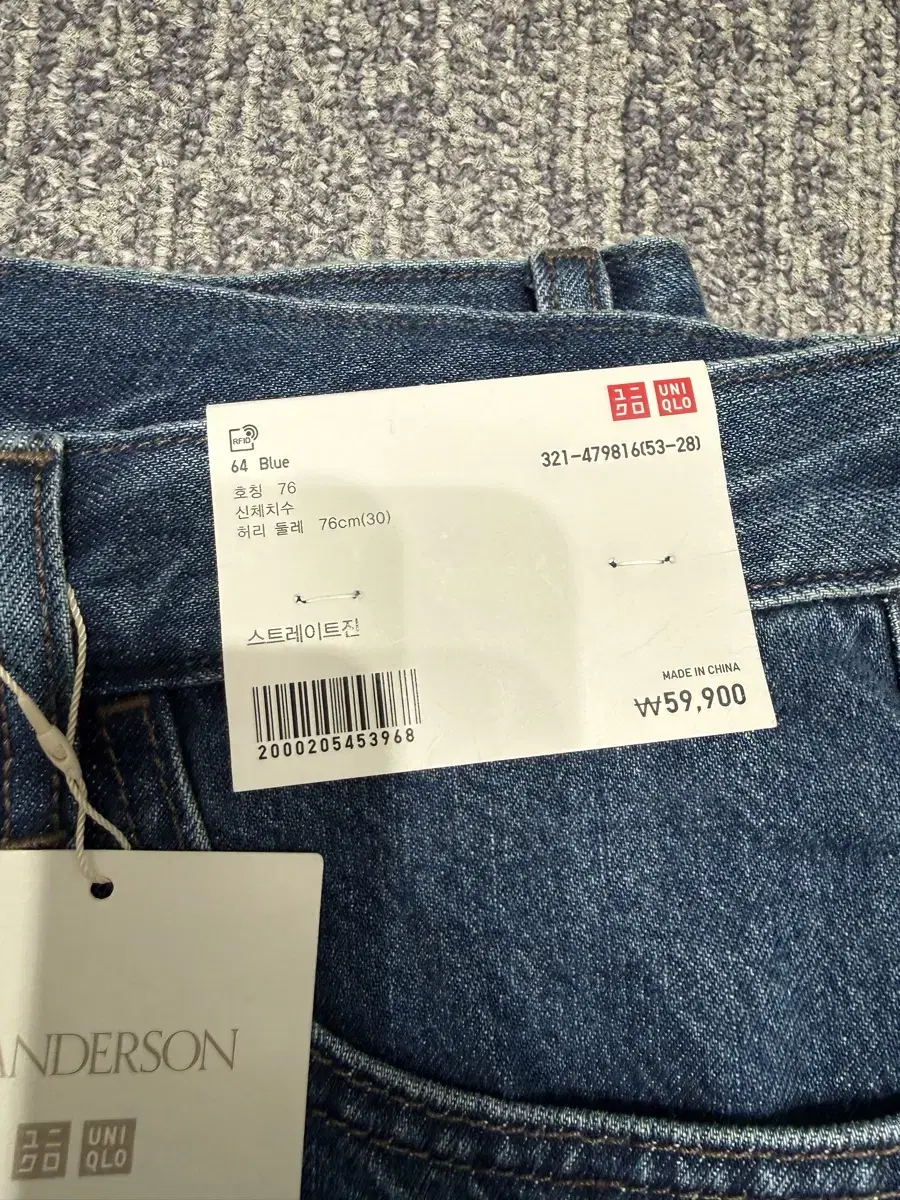 RFID
ユニ
クロ
UNI
QLO
64 Blue
321-479816(53-28)
호칭 76
신체치수
허리 둘레 76cm(30)
스트레이트진
MADE IN CHINA
₩59,900
2000205453968
ANDERSON
ユニ
クロ
UNI
QLO